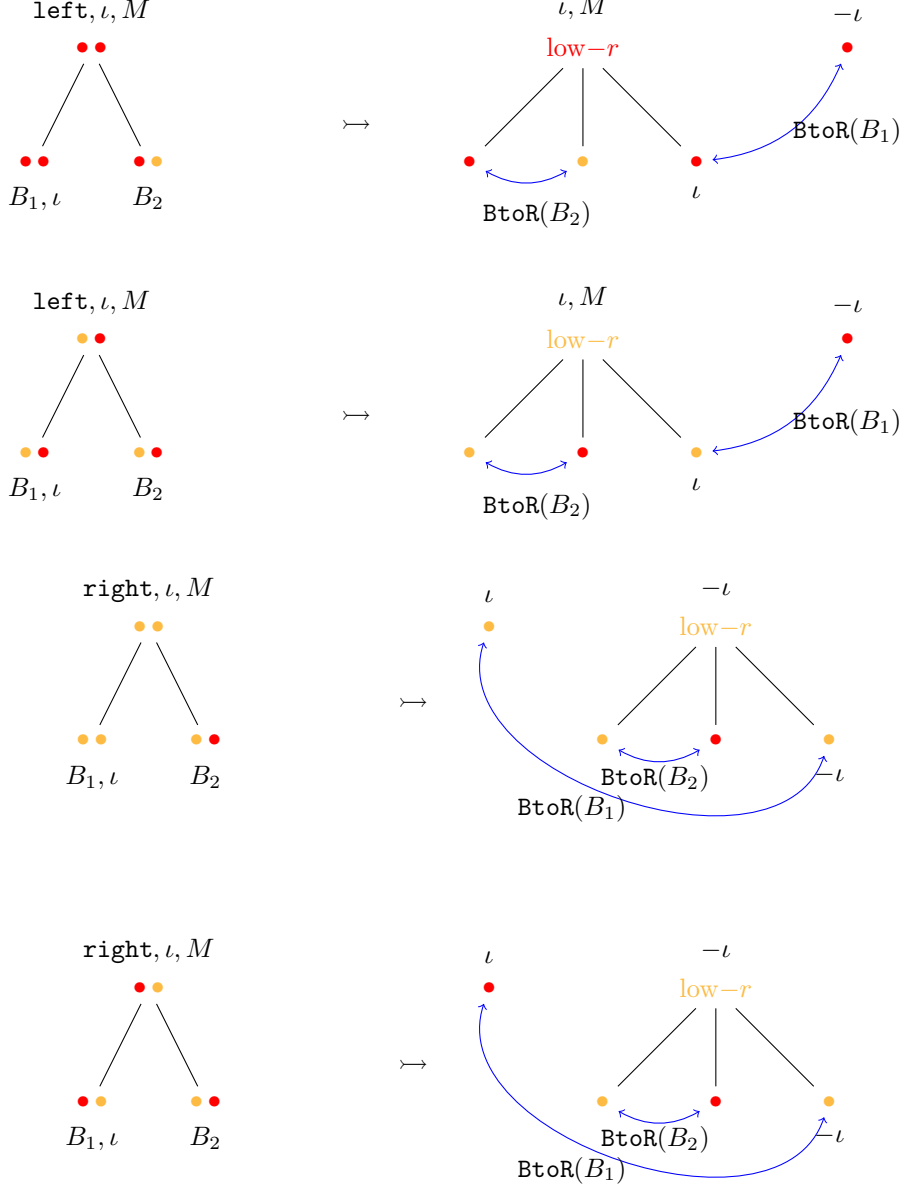 left, ι, M ι, M −ι
low−r
↣ BtoR(B₁)
B₁, ι B₂ ι
BtoR(B₂)
left, ι, M ι, M −ι
low−r
↣ BtoR(B₁)
B₁, ι B₂ ι
BtoR(B₂)
right, ι, M ι −ι
low−r
↣
B₁, ι B₂ BtoR(B₂) −ι
BtoR(B₁)
right, ι, M ι −ι
low−r
↣
B₁, ι B₂ BtoR(B₂) −ι
BtoR(B₁)